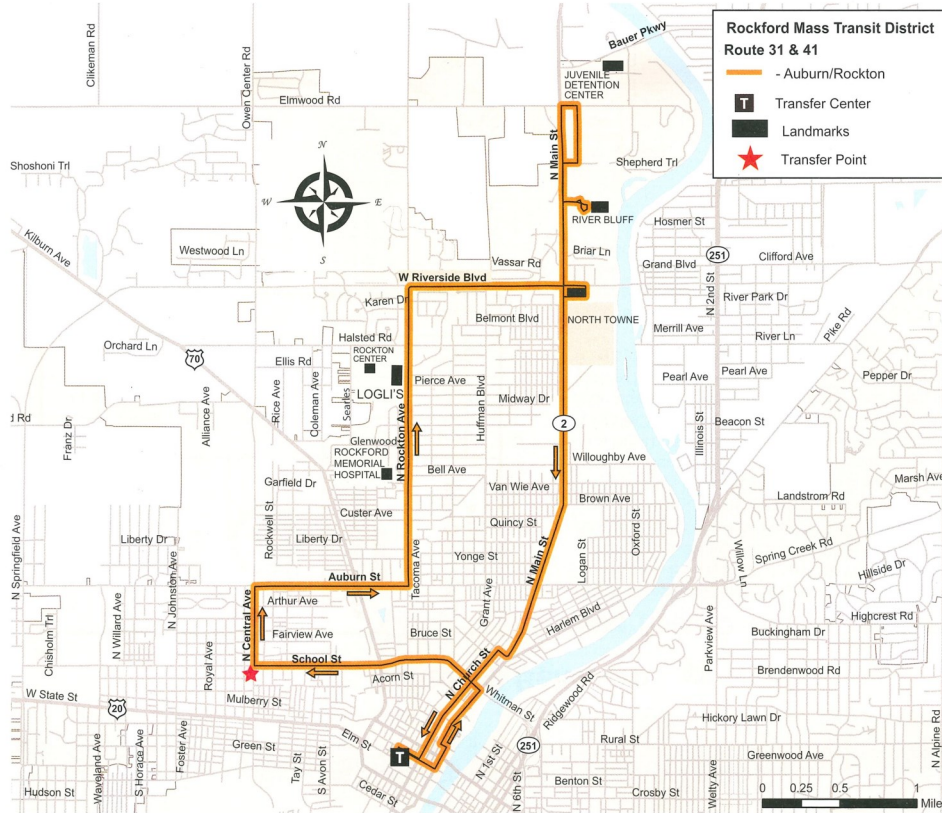 Rockford Mass Transit District
Route 31 & 41
- Auburn/Rockton
T Transfer Center
Landmarks
Transfer Point
Clikeman Rd
Owen Center Rd
Bauer Pkwy
JUVENILE
DETENTION
CENTER
Elmwood Rd
N Main St
Shepherd Trl
Shoshoni Trl
N
W
E
S
RIVER BLUFF
Hosmer St
Kilburn Ave
Westwood Ln
Briar Ln
251
Clifford Ave
Vassar Rd
Grand Blvd
N 2nd St
W Riverside Blvd
Karen Dr
River Park Dr
Pike Rd
Belmont Blvd
NORTH TOWNE
Merrill Ave
River Ln
Halsted Rd
Orchard Ln
ROCKTON
CENTER
70
Ellis Rd
Pierce Ave
Pearl Ave
Pearl Ave
Pepper Dr
LOGLI'S
Huffman Blvd
Midway Dr
Alliance Ave
Rice Ave
Coleman Ave
Searles
d Rd
Franz Dr
N Rockton Ave
2
Illinois St
Beacon St
Glenwood
ROCKFORD
MEMORIAL
HOSPITAL
Bell Ave
Willoughby Ave
Garfield Dr
Van Wie Ave
Brown Ave
Marsh Ave
Landstrom Rd
Custer Ave
Rockwell St
Quincy St
Oxford St
N Springfield Ave
Liberty Dr
Liberty Dr
N Johnston Ave
Tacoma Ave
Yonge St
N Main St
Logan St
Willow Ln
Spring Creek Rd
Hillside Dr
Auburn St
Grant Ave
N Willard Ave
N Central Ave
Arthur Ave
Harlem Blvd
Highcrest Rd
Chisholm Trl
Fairview Ave
Bruce St
Parkview Ave
Buckingham Dr
Royal Ave
School St
N Church St
Brendenwood Rd
Acorn St
W State St
Mulberry St
Whitman St
Ridgewood Rd
20
Hickory Lawn Dr
Elm St
251
Rural St
Green St
T
N 1st St
Greenwood Ave
N Alpine Rd
Waveland Ave
S Horace Ave
Foster Ave
Tay St
S Avon St
Cedar St
N 6th St
Benton St
Welty Ave
Crosby St
Hudson St
0 0.25 0.5 1
Mile